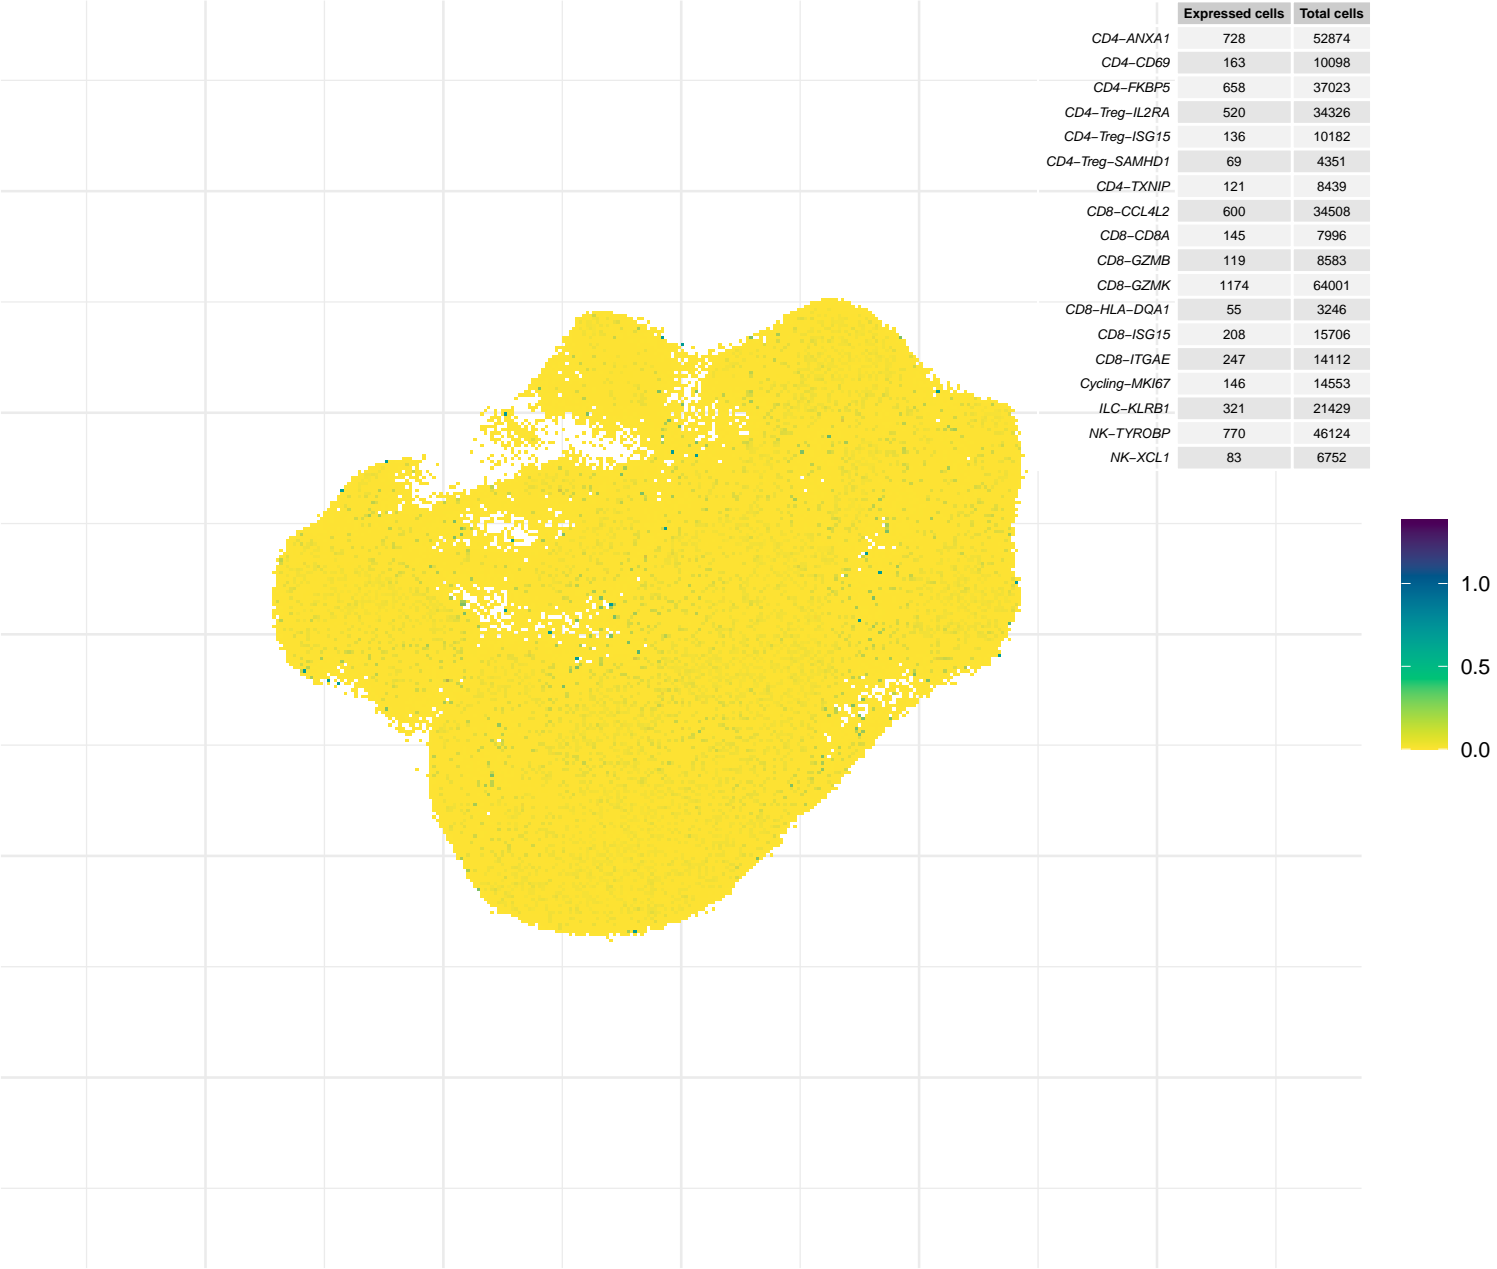 Expressed cells Total cells
CD4−ANXA1 728 52874
CD4−CD69 163 10098
CD4−FKBP5 658 37023
CD4−Treg−IL2RA 520 34326
CD4−Treg−ISG15 136 10182
CD4−Treg−SAMHD1 69 4351
CD4−TXNIP 121 8439
CD8−CCL4L2 600 34508
CD8−CD8A 145 7996
CD8−GZMB 119 8583
CD8−GZMK 1174 64001
CD8−HLA−DQA1 55 3246
CD8−ISG15 208 15706
CD8−ITGAE 247 14112
Cycling−MKI67 146 14553
ILC−KLRB1 321 21429
NK−TYROBP 770 46124
NK−XCL1 83 6752
1.0
0.5
0.0